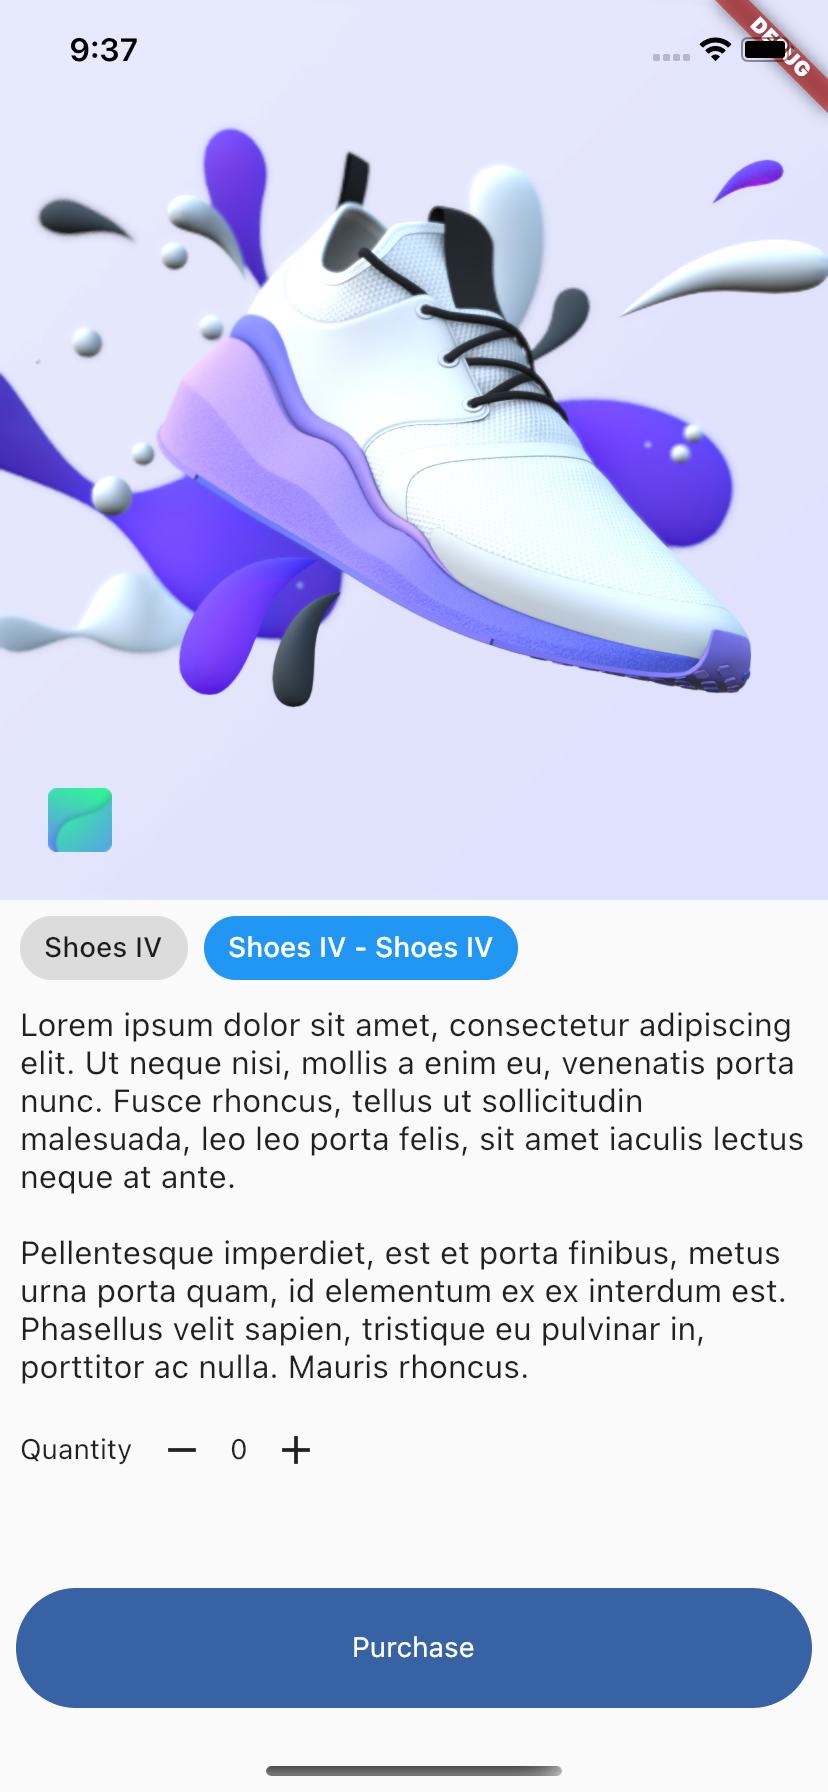 9:37
DEBUG
Shoes IV
Shoes IV - Shoes IV
Lorem ipsum dolor sit amet, consectetur adipiscing
elit. Ut neque nisi, mollis a enim eu, venenatis porta
nunc. Fusce rhoncus, tellus ut sollicitudin
malesuada, leo leo porta felis, sit amet iaculis lectus
neque at ante.
Pellentesque imperdiet, est et porta finibus, metus
urna porta quam, id elementum ex ex interdum est.
Phasellus velit sapien, tristique eu pulvinar in,
porttitor ac nulla. Mauris rhoncus.
Quantity — 0 +
Purchase